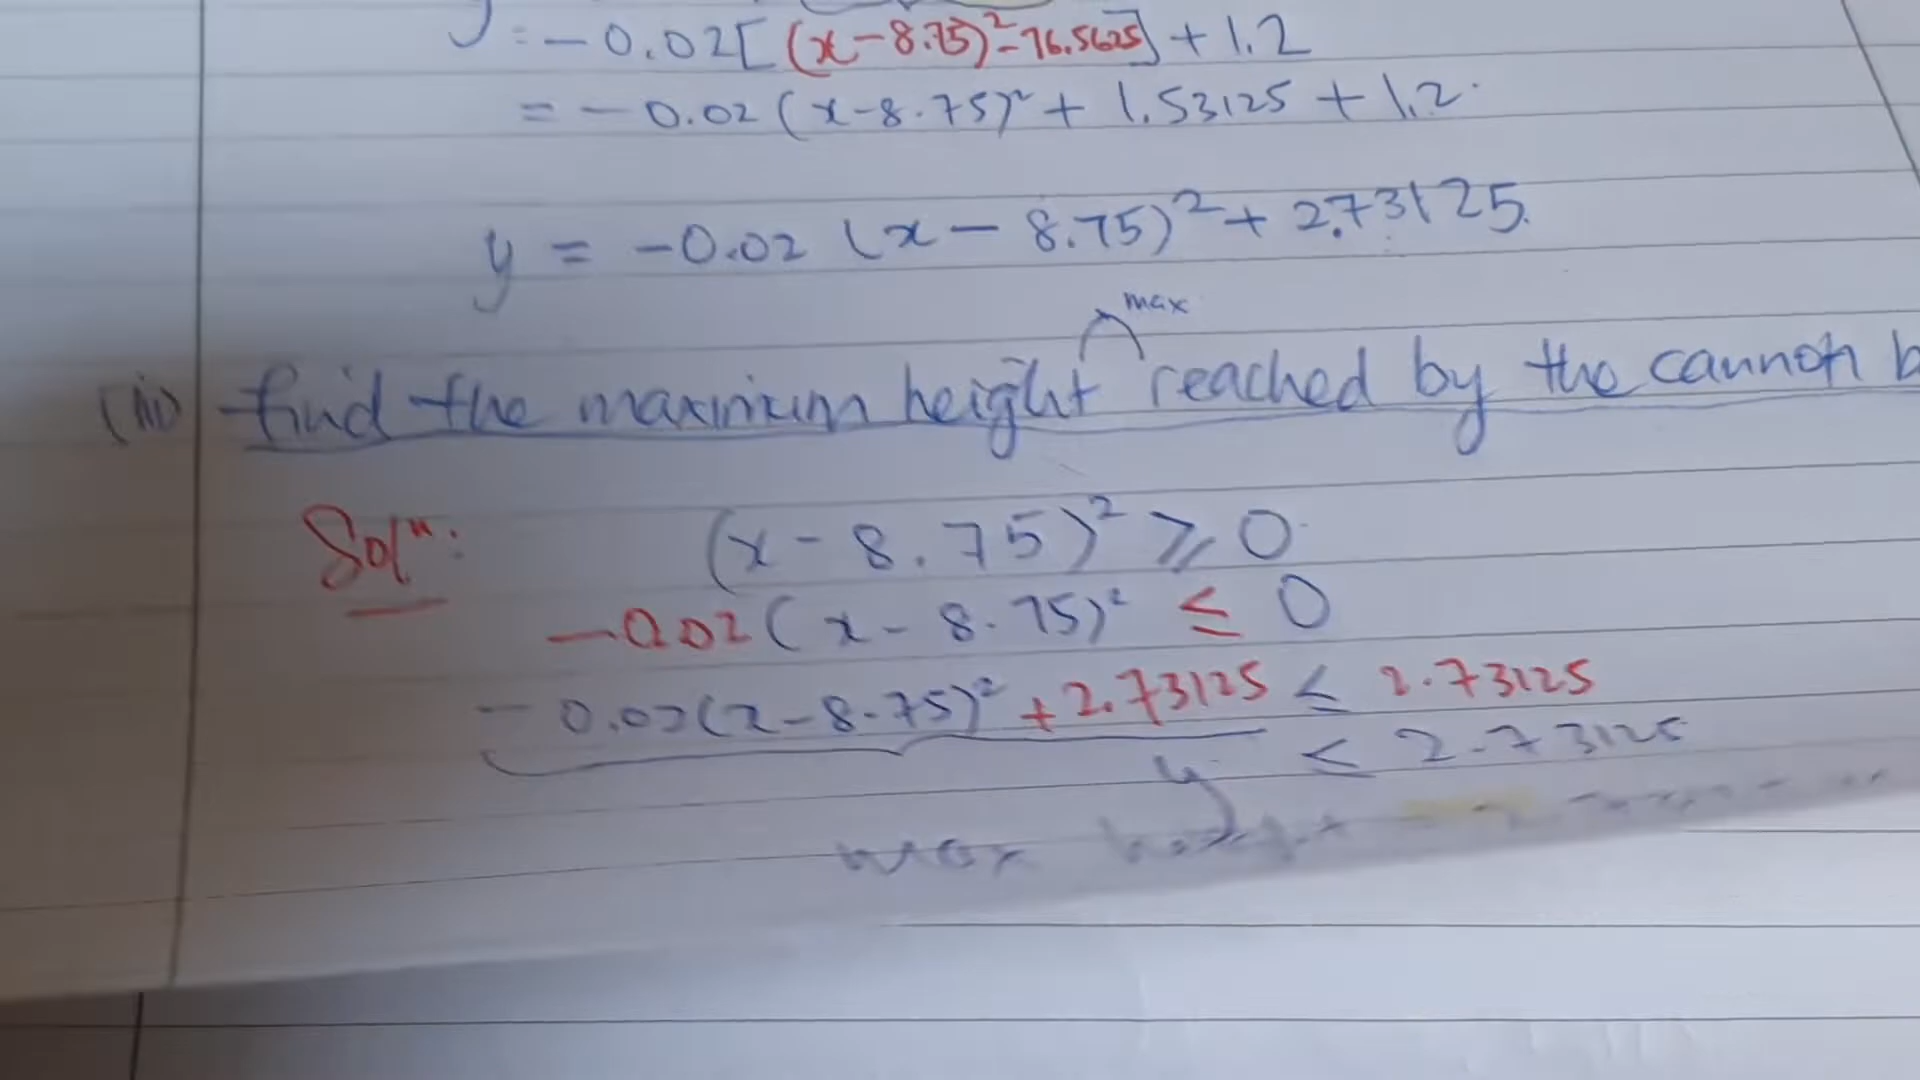 y = -0.02[(x-8.75)²-76.5625] + 1.2
= -0.02 (x-8.75)² + 1.53125 + 1.2.
y = -0.02 (x - 8.75)² + 2.73125.
max
(iii) find the maximum height reached by the cannon b
Solⁿ: (x - 8.75)² ≥ 0
-0.02 (x - 8.75)² ≤ 0
-0.02(x-8.75)² + 2.73125 ≤ 2.73125
y ≤ 2.73125
max height